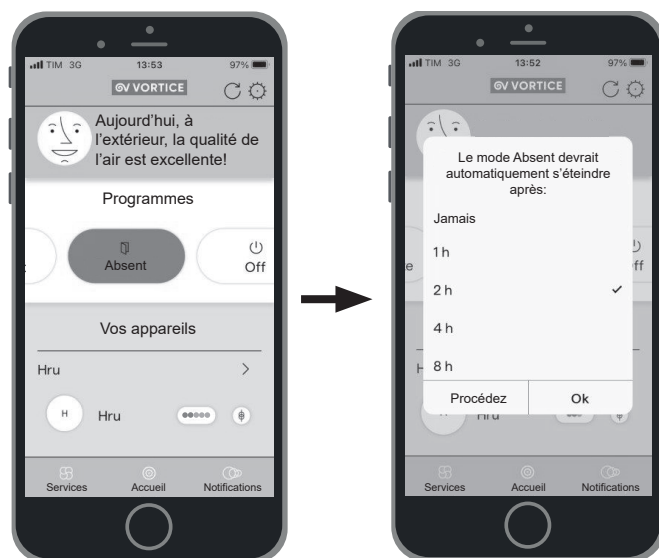 TIM 3G 13:53 97%
VORTICE
Aujourd'hui, à
l'extérieur, la qualité de
l'air est excellente!
Programmes
Absent
Off
Vos appareils
Hru
H Hru
Services Accueil Notifications
TIM 3G 13:52 97%
VORTICE
Le mode Absent devrait
automatiquement s'éteindre
après:
Jamais
1 h
2 h
4 h
8 h
Procédez Ok
Services Accueil Notifications